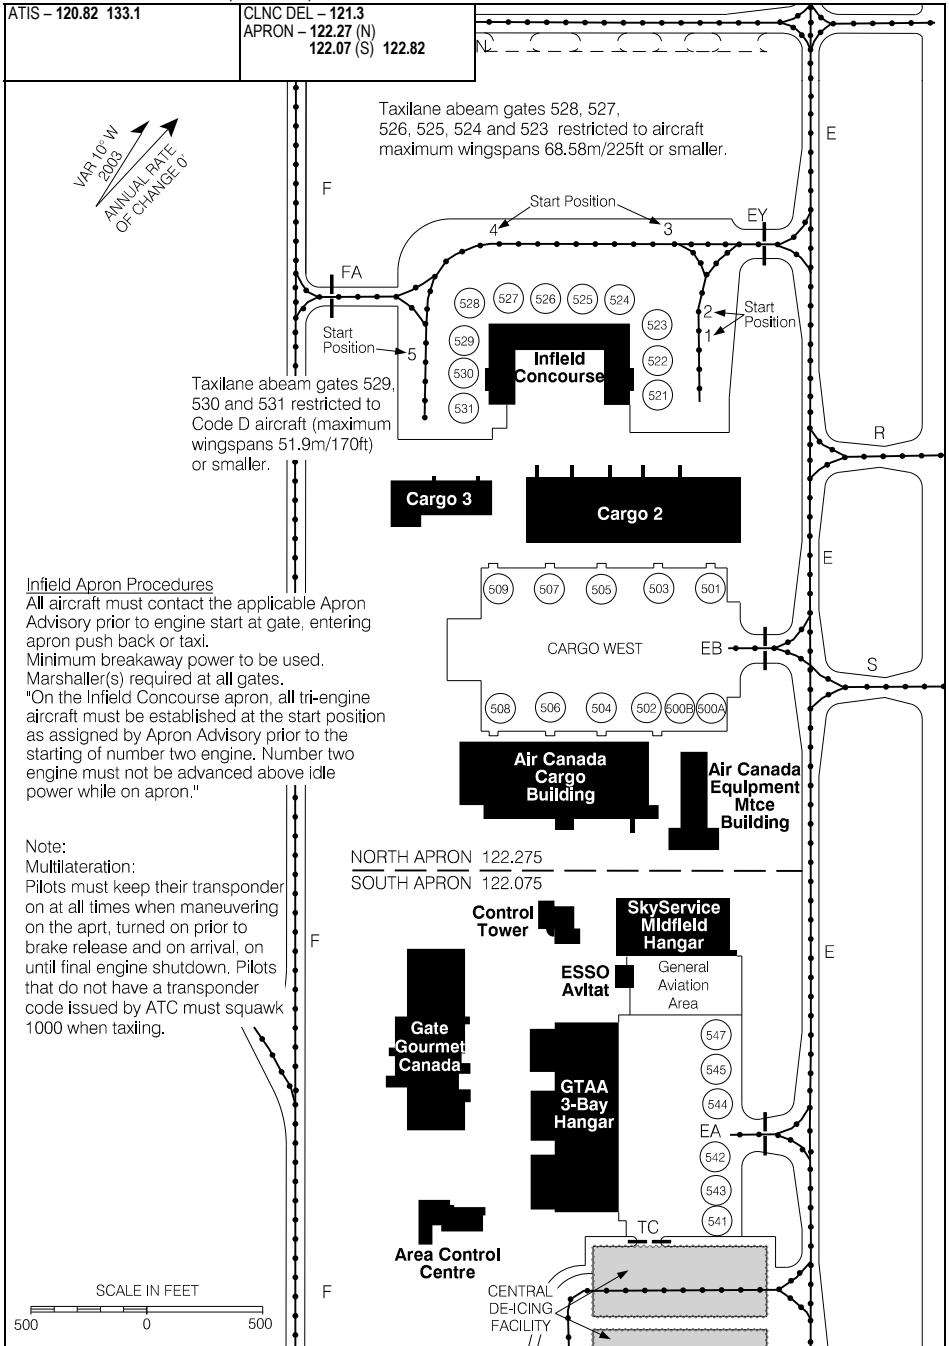 ATIS – 120.82 133.1
CLNC DEL – 121.3
APRON – 122.27 (N)
122.07 (S) 122.82
N
Taxilane abeam gates 528, 527,
526, 525, 524 and 523 restricted to aircraft
maximum wingspans 68.58m/225ft or smaller.
E
VAR 10° W
2003
ANNUAL RATE
OF CHANGE 0'
F
Start Position
4
3
EY
FA
528
527
526
525
524
2
Start
Position
1
523
Start
Position
5
529
522
Infield
Concourse
530
521
531
Taxilane abeam gates 529,
530 and 531 restricted to
Code D aircraft (maximum
wingspans 51.9m/170ft)
or smaller.
R
Cargo 3
Cargo 2
E
Infield Apron Procedures
All aircraft must contact the applicable Apron
Advisory prior to engine start at gate, entering
apron push back or taxi.
Minimum breakaway power to be used.
Marshaller(s) required at all gates.
"On the Infield Concourse apron, all tri-engine
aircraft must be established at the start position
as assigned by Apron Advisory prior to the
starting of number two engine. Number two
engine must not be advanced above idle
power while on apron."
509
507
505
503
501
CARGO WEST
EB
S
508
506
504
502
500B
500A
Air Canada
Cargo
Building
Air Canada
Equipment
Mtce
Building
Note:
Multilateration:
Pilots must keep their transponder
on at all times when maneuvering
on the aprt, turned on prior to
brake release and on arrival, on
until final engine shutdown. Pilots
that do not have a transponder
code issued by ATC must squawk
1000 when taxiing.
NORTH APRON 122.275
SOUTH APRON 122.075
F
Control
Tower
SkyService
Midfield
Hangar
E
ESSO
Avitat
General
Aviation
Area
Gate
Gourmet
Canada
GTAA
3-Bay
Hangar
547
545
544
EA
542
543
541
TC
Area Control
Centre
CENTRAL
DE-ICING
FACILITY
F
SCALE IN FEET
500
0
500